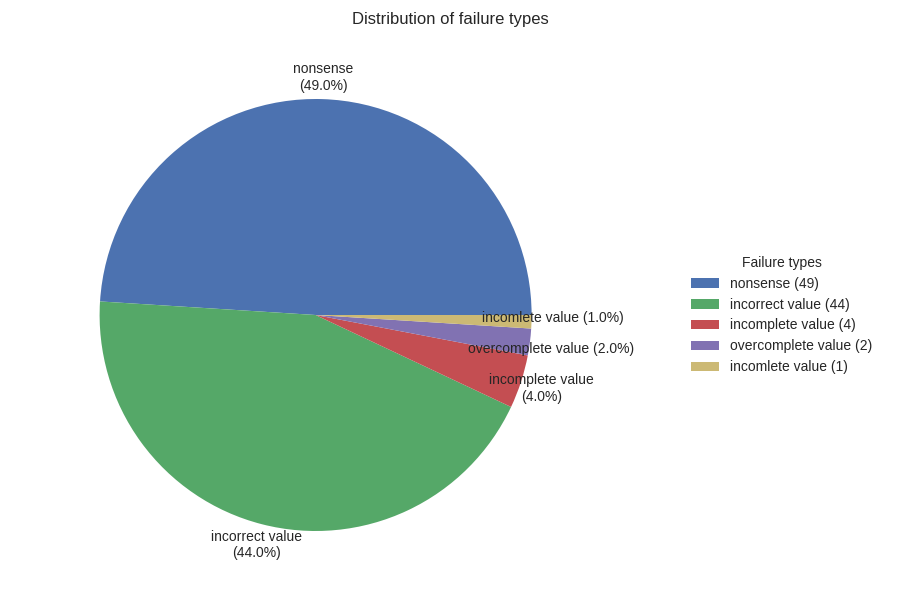 Distribution of failure types
nonsense
(49.0%)
incomlete value (1.0%)
overcomplete value (2.0%)
incomplete value
(4.0%)
incorrect value
(44.0%)
Failure types
nonsense (49)
incorrect value (44)
incomplete value (4)
overcomplete value (2)
incomlete value (1)